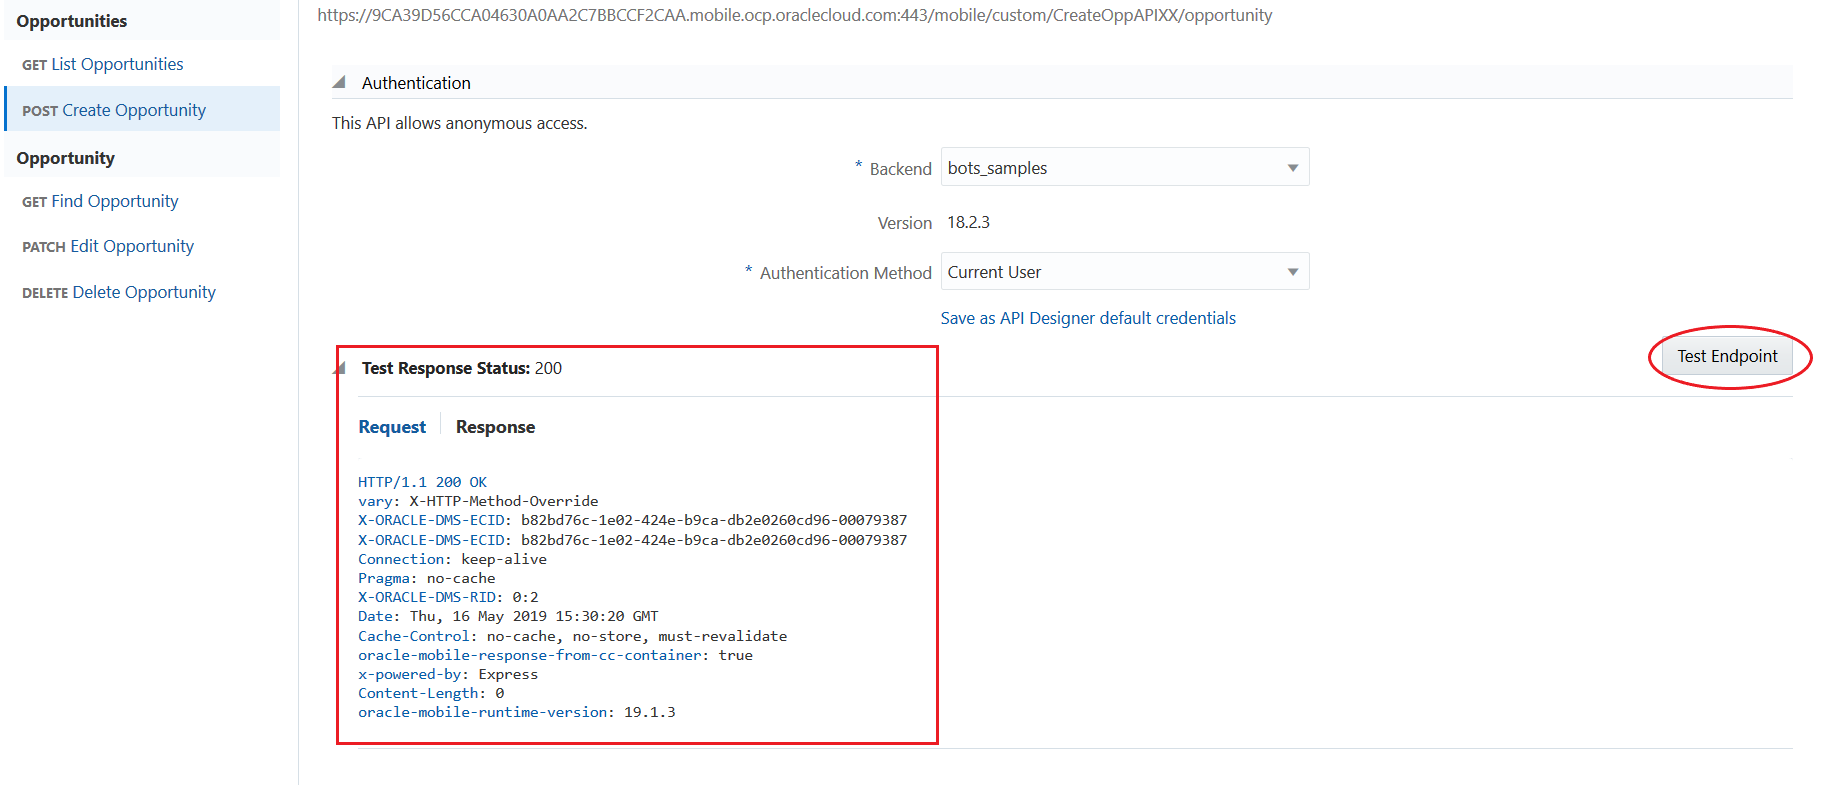 Opportunities
GET List Opportunities
POST Create Opportunity
Opportunity
GET Find Opportunity
PATCH Edit Opportunity
DELETE Delete Opportunity
https://9CA39D56CCA04630A0AA2C7BBCCF2CAA.mobile.ocp.oraclecloud.com:443/mobile/custom/CreateOppAPIXX/opportunity
Authentication
This API allows anonymous access.
* Backend bots_samples
Version 18.2.3
* Authentication Method Current User
Save as API Designer default credentials
Test Endpoint
Test Response Status: 200
Request Response
HTTP/1.1 200 OK
vary: X-HTTP-Method-Override
X-ORACLE-DMS-ECID: b82bd76c-1e02-424e-b9ca-db2e0260cd96-00079387
X-ORACLE-DMS-ECID: b82bd76c-1e02-424e-b9ca-db2e0260cd96-00079387
Connection: keep-alive
Pragma: no-cache
X-ORACLE-DMS-RID: 0:2
Date: Thu, 16 May 2019 15:30:20 GMT
Cache-Control: no-cache, no-store, must-revalidate
oracle-mobile-response-from-cc-container: true
x-powered-by: Express
Content-Length: 0
oracle-mobile-runtime-version: 19.1.3